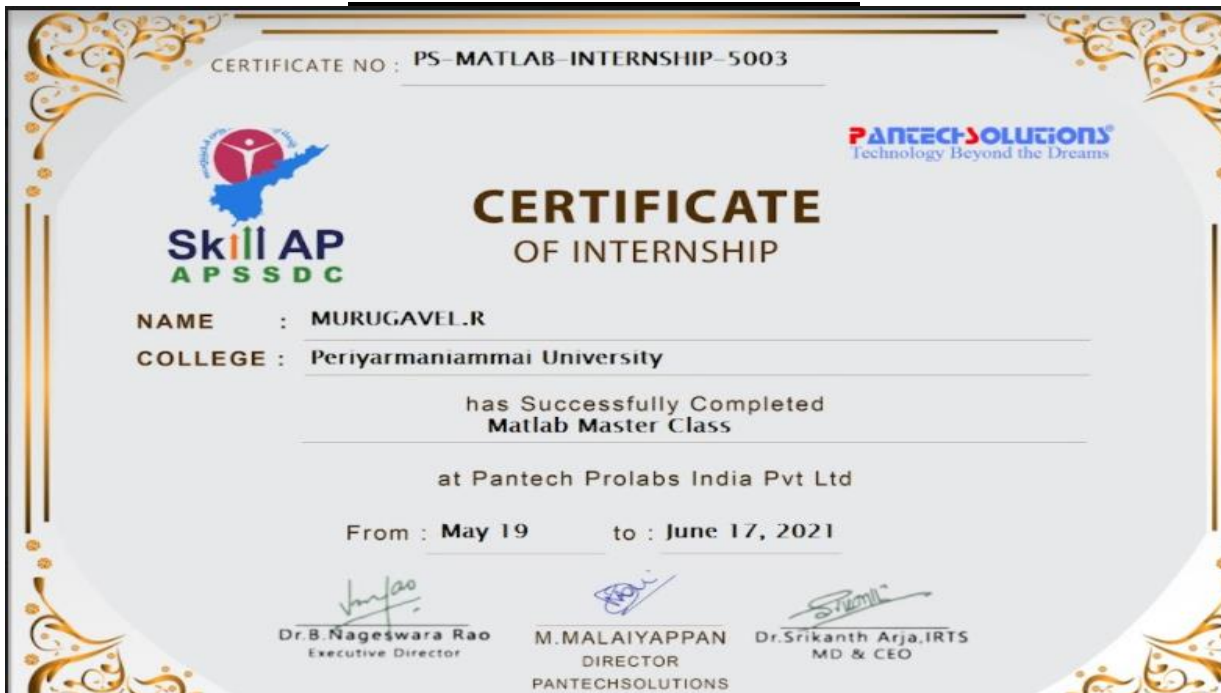 CERTIFICATE NO : PS-MATLAB-INTERNSHIP-5003
PANTECHSOLUTIONS
Technology Beyond the Dreams
Skill AP
APSSDC
CERTIFICATE
OF INTERNSHIP
NAME : MURUGAVEL.R
COLLEGE : Periyarmaniammai University
has Successfully Completed
Matlab Master Class
at Pantech Prolabs India Pvt Ltd
From : May 19 to : June 17, 2021
Dr.B.Nageswara Rao
Executive Director
M.MALAIYAPPAN
DIRECTOR
PANTECHSOLUTIONS
Dr.Srikanth Arja,IRTS
MD & CEO